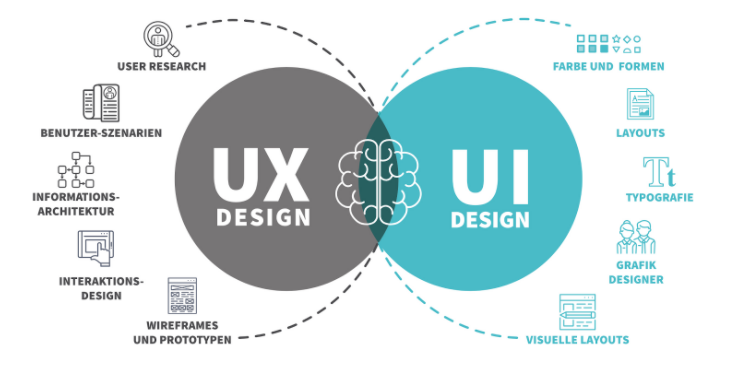 USER RESEARCH
BENUTZER-SZENARIEN
INFORMATIONS-
ARCHITEKTUR
INTERAKTIONS-
DESIGN
WIREFRAMES
UND PROTOTYPEN
UX
DESIGN
UI
DESIGN
FARBE UND FORMEN
LAYOUTS
Tt
TYPOGRAFIE
GRAFIK
DESIGNER
VISUELLE LAYOUTS